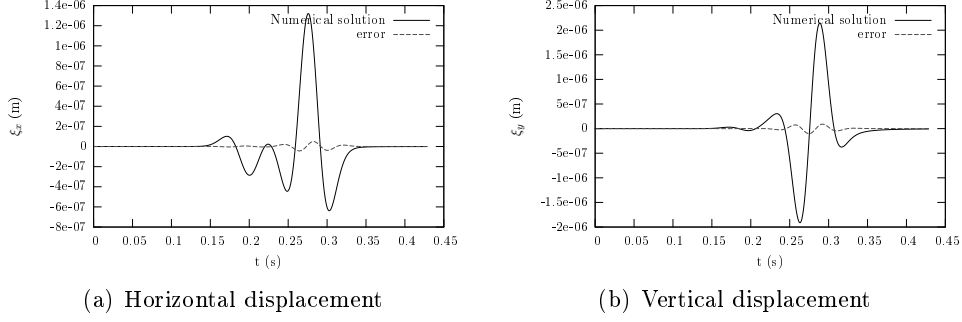 1.4e-06
1.2e-06
1e-06
8e-07
6e-07
4e-07
2e-07
0
-2e-07
-4e-07
-6e-07
-8e-07
ξx (m)
Numerical solution
error
0 0.05 0.1 0.15 0.2 0.25 0.3 0.35 0.4 0.45
t (s)
(a) Horizontal displacement
2.5e-06
2e-06
1.5e-06
1e-06
5e-07
0
-5e-07
-1e-06
-1.5e-06
-2e-06
ξy (m)
Numerical solution
error
0 0.05 0.1 0.15 0.2 0.25 0.3 0.35 0.4 0.45
t (s)
(b) Vertical displacement